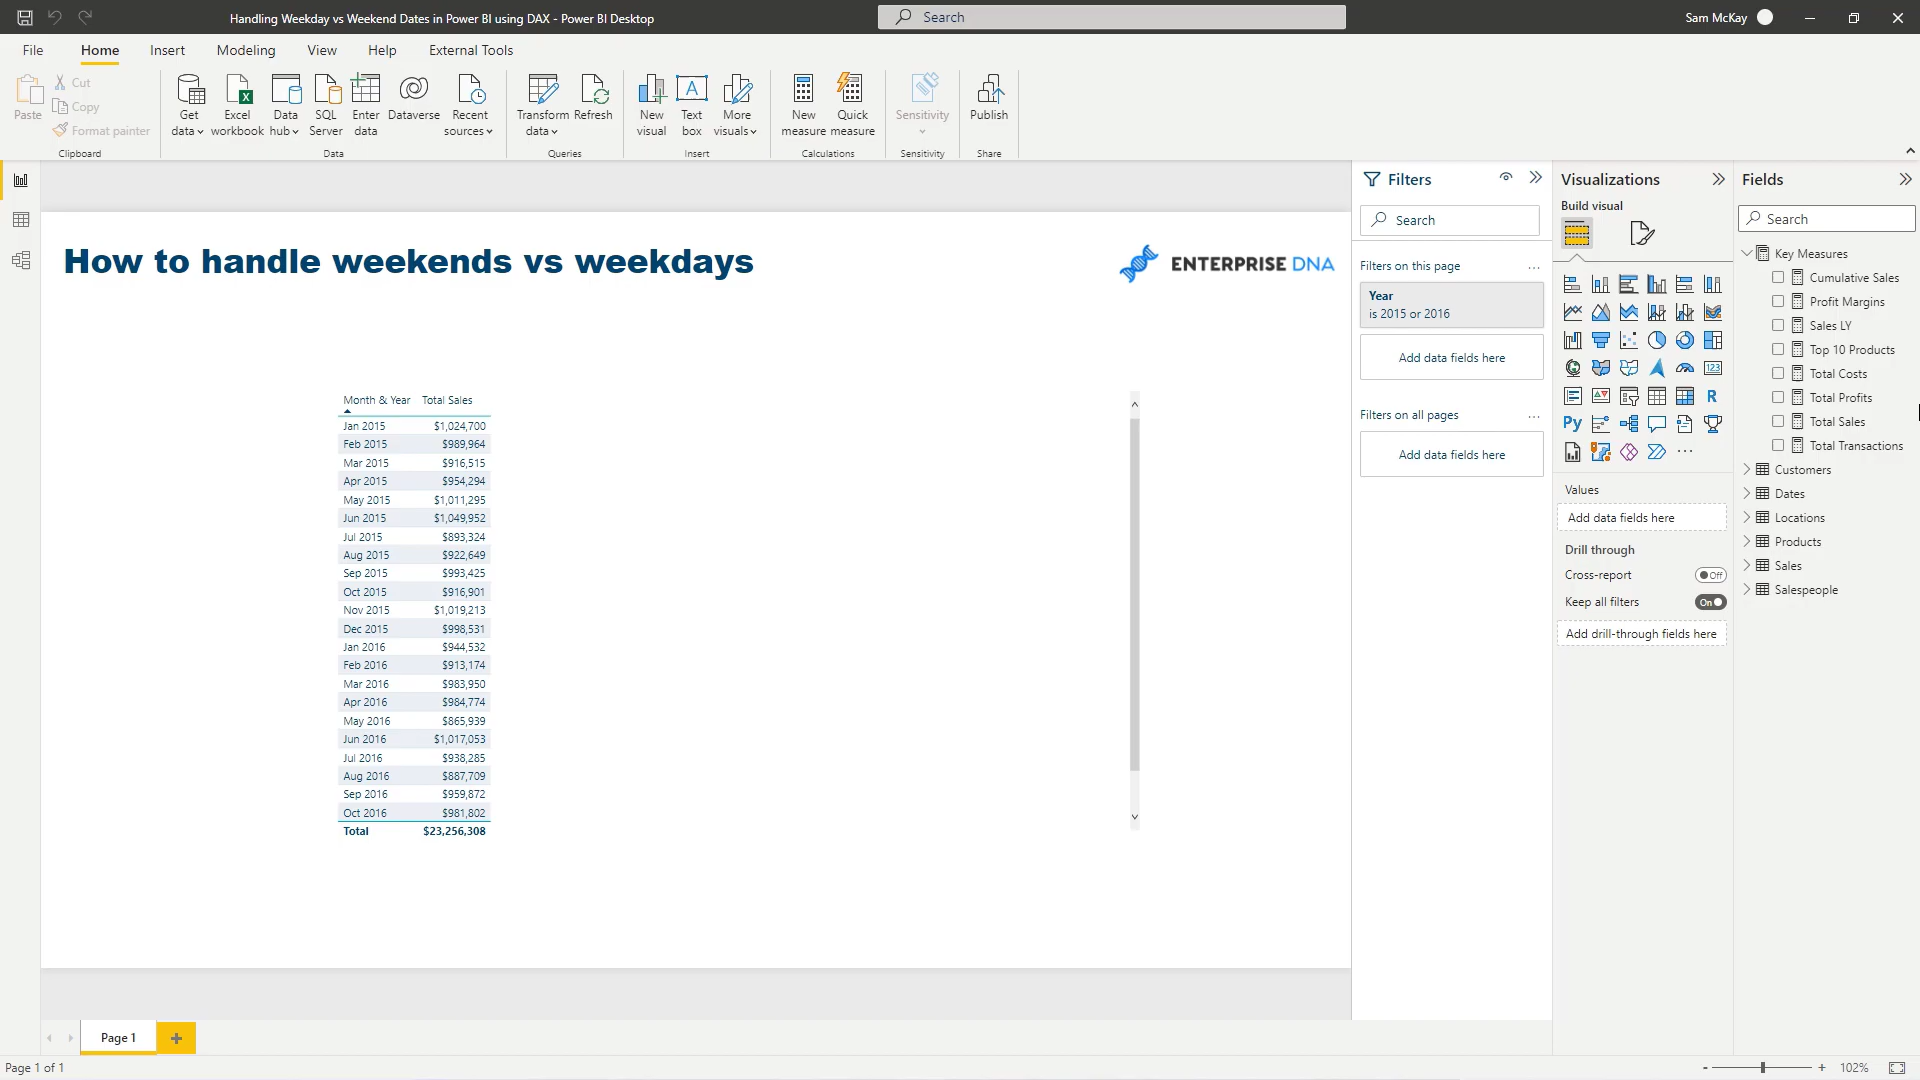 Handling Weekday vs Weekend Dates in Power BI using DAX - Power BI Desktop
Search
Sam McKay
File
Home
Insert
Modeling
View
Help
External Tools
Paste
Cut
Copy
Format painter
Clipboard
Get data
Excel workbook
Data hub
SQL Server
Enter data
Dataverse
Recent sources
Data
Transform data
Refresh
Queries
New visual
A
Text box
More visuals
Insert
New measure
Quick measure
Calculations
Sensitivity
Sensitivity
Publish
Share
How to handle weekends vs weekdays
ENTERPRISE DNA
Month & Year Total Sales
Jan 2015 $1,024,700
Feb 2015 $989,964
Mar 2015 $916,515
Apr 2015 $954,294
May 2015 $1,011,295
Jun 2015 $1,049,952
Jul 2015 $893,324
Aug 2015 $922,649
Sep 2015 $993,425
Oct 2015 $916,901
Nov 2015 $1,019,213
Dec 2015 $998,531
Jan 2016 $944,532
Feb 2016 $913,174
Mar 2016 $983,950
Apr 2016 $984,774
May 2016 $865,939
Jun 2016 $1,017,053
Jul 2016 $938,285
Aug 2016 $887,709
Sep 2016 $959,872
Oct 2016 $981,802
Total $23,256,308
Filters
Search
Filters on this page ...
Year
is 2015 or 2016
Add data fields here
Filters on all pages ...
Add data fields here
Visualizations
Build visual
123
R
Py
...
Values
Add data fields here
Drill through
Cross-report Off
Keep all filters On
Add drill-through fields here
Fields
Search
Key Measures
Cumulative Sales
Profit Margins
Sales LY
Top 10 Products
Total Costs
Total Profits
Total Sales
Total Transactions
Customers
Dates
Locations
Products
Sales
Salespeople
Page 1
+
Page 1 of 1
- + 102%